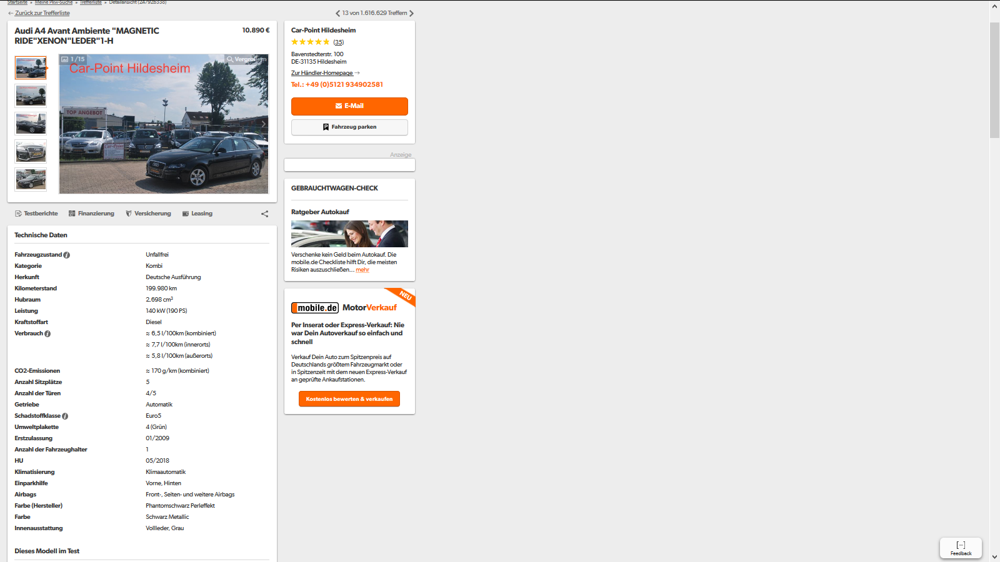 Startseite » Meine Pkw-Suche » Trefferliste » Detailansicht (247926338)
Zurück zur Trefferliste
13 von 1.616.629 Treffern
Audi A4 Avant Ambiente "MAGNETIC
RIDE"XENON"LEDER"1-H
10.890 €
1/15
Vergrößern
Car-Point Hildesheim
TOP ANGEBOT
Car-Point
Testberichte
Finanzierung
Versicherung
Leasing
Technische Daten
Fahrzeugzustand Unfallfrei
Kategorie Kombi
Herkunft Deutsche Ausführung
Kilometerstand 199.980 km
Hubraum 2.698 cm³
Leistung 140 kW (190 PS)
Kraftstoffart Diesel
Verbrauch ≈ 6,5 l/100km (kombiniert)
≈ 7,7 l/100km (innerorts)
≈ 5,8 l/100km (außerorts)
CO2-Emissionen ≈ 170 g/km (kombiniert)
Anzahl Sitzplätze 5
Anzahl der Türen 4/5
Getriebe Automatik
Schadstoffklasse Euro5
Umweltplakette 4 (Grün)
Erstzulassung 01/2009
Anzahl der Fahrzeughalter 1
HU 05/2018
Klimatisierung Klimaautomatik
Einparkhilfe Vorne, Hinten
Airbags Front-, Seiten- und weitere Airbags
Farbe (Hersteller) Phantomschwarz Perleffekt
Farbe Schwarz Metallic
Innenausstattung Vollleder, Grau
Dieses Modell im Test
Car-Point Hildesheim
(35)
Bavenstedterstr. 100
DE-31135 Hildesheim
Zur Händler-Homepage
Tel.: +49 (0)5121 934902581
E-Mail
Fahrzeug parken
Anzeige
GEBRAUCHTWAGEN-CHECK
Ratgeber Autokauf
Verschenke kein Geld beim Autokauf. Die
mobile.de Checkliste hilft Dir, die meisten
Risiken auszuschließen... mehr
NEU
mobile.de MotorVerkauf
Per Inserat oder Express-Verkauf: Nie
war Dein Autoverkauf so einfach und
schnell
Verkauf Dein Auto zum Spitzenpreis auf
Deutschlands größtem Fahrzeugmarkt oder
in Spitzenzeit mit dem neuen Express-Verkauf
an geprüfte Ankaufstationen.
Kostenlos bewerten & verkaufen
Feedback